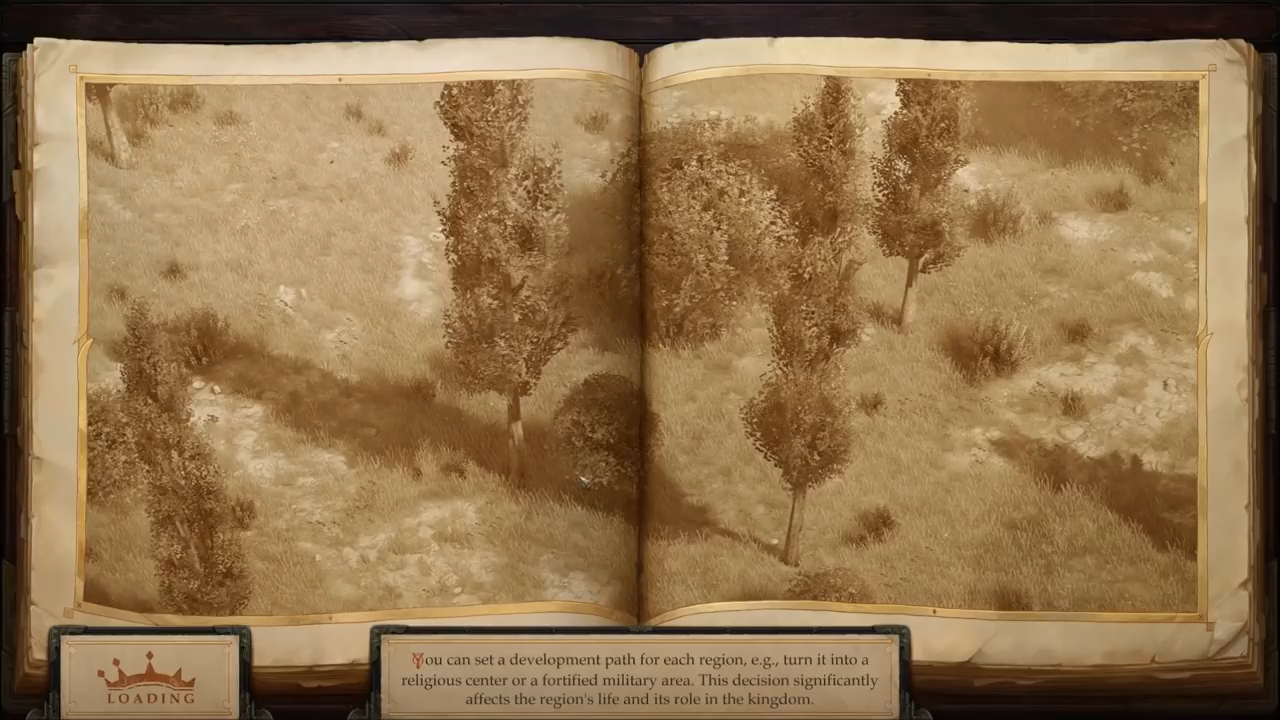 You can set a development path for each region, e.g., turn it into a
religious center or a fortified military area. This decision significantly
affects the region's life and its role in the kingdom.
LOADING